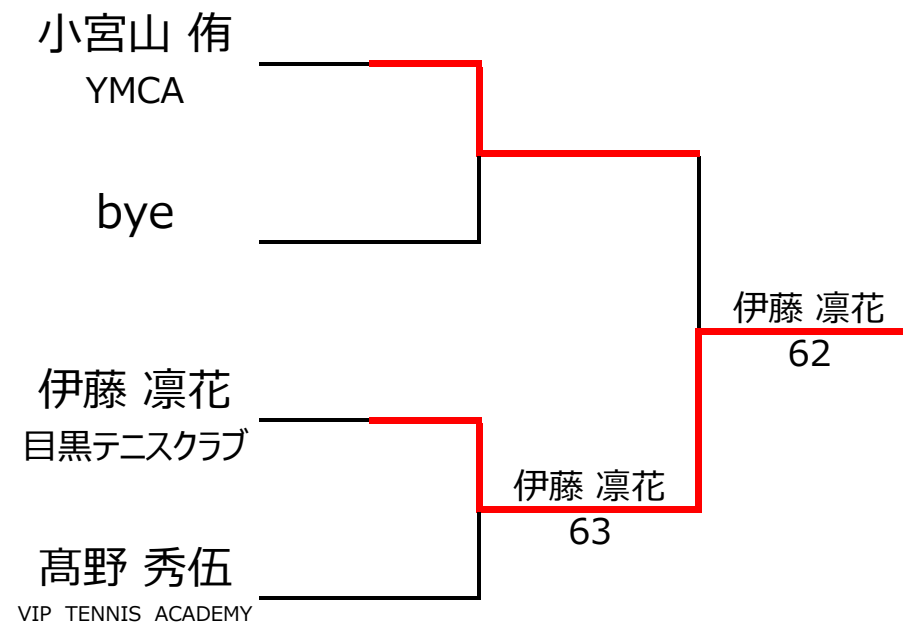 小宮山 侑
YMCA
bye
伊藤 凛花
62
伊藤 凛花
目黒テニスクラブ
伊藤 凛花
63
髙野 秀伍
VIP TENNIS ACADEMY